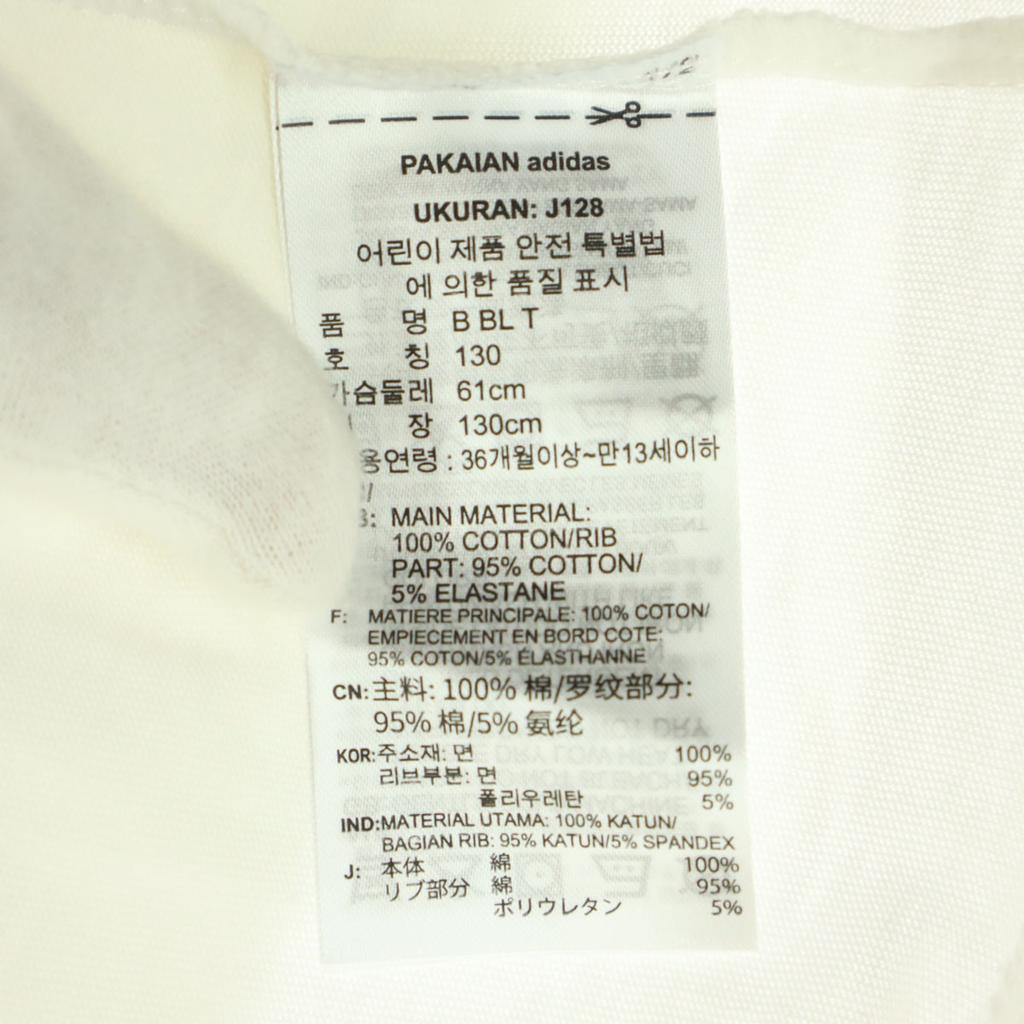 PAKAIAN adidas
UKURAN: J128
어린이 제품 안전 특별법
에 의한 품질 표시
품 명 B BL T
호 칭 130
가슴둘레 61cm
장 130cm
용연령 : 36개월이상~만13세이하
/
MAIN MATERIAL:
100% COTTON/RIB
PART: 95% COTTON/
5% ELASTANE
F: MATIERE PRINCIPALE: 100% COTON/
EMPIECEMENT EN BORD COTE:
95% COTON/5% ÉLASTHANNE
CN: 主料: 100% 棉/罗纹部分:
95% 棉/5% 氨纶
KOR: 주소재: 면 100%
리브부분: 면 95%
폴리우레탄 5%
IND: MATERIAL UTAMA: 100% KATUN/
BAGIAN RIB: 95% KATUN/5% SPANDEX
J: 本体 綿 100%
リブ部分 綿 95%
ポリウレタン 5%